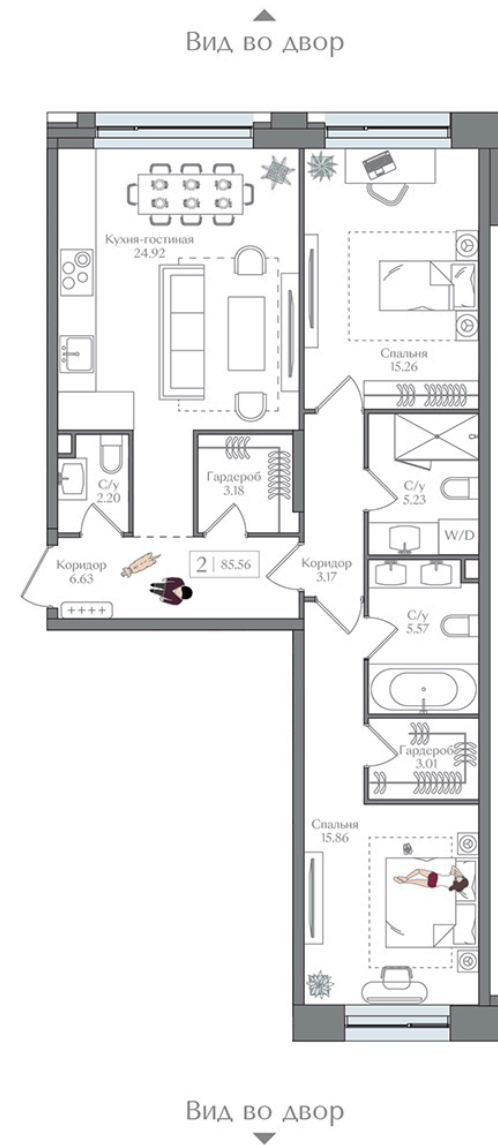 Вид во двор
Кухня-гостиная
24.92
Спальня
15.26
Гардероб
3.18
С/у
2.20
С/у
5.23
W/D
Коридор
6.63
2 85.56
Коридор
3.17
С/у
5.57
Гардероб
3.01
Спальня
15.86
Вид во двор